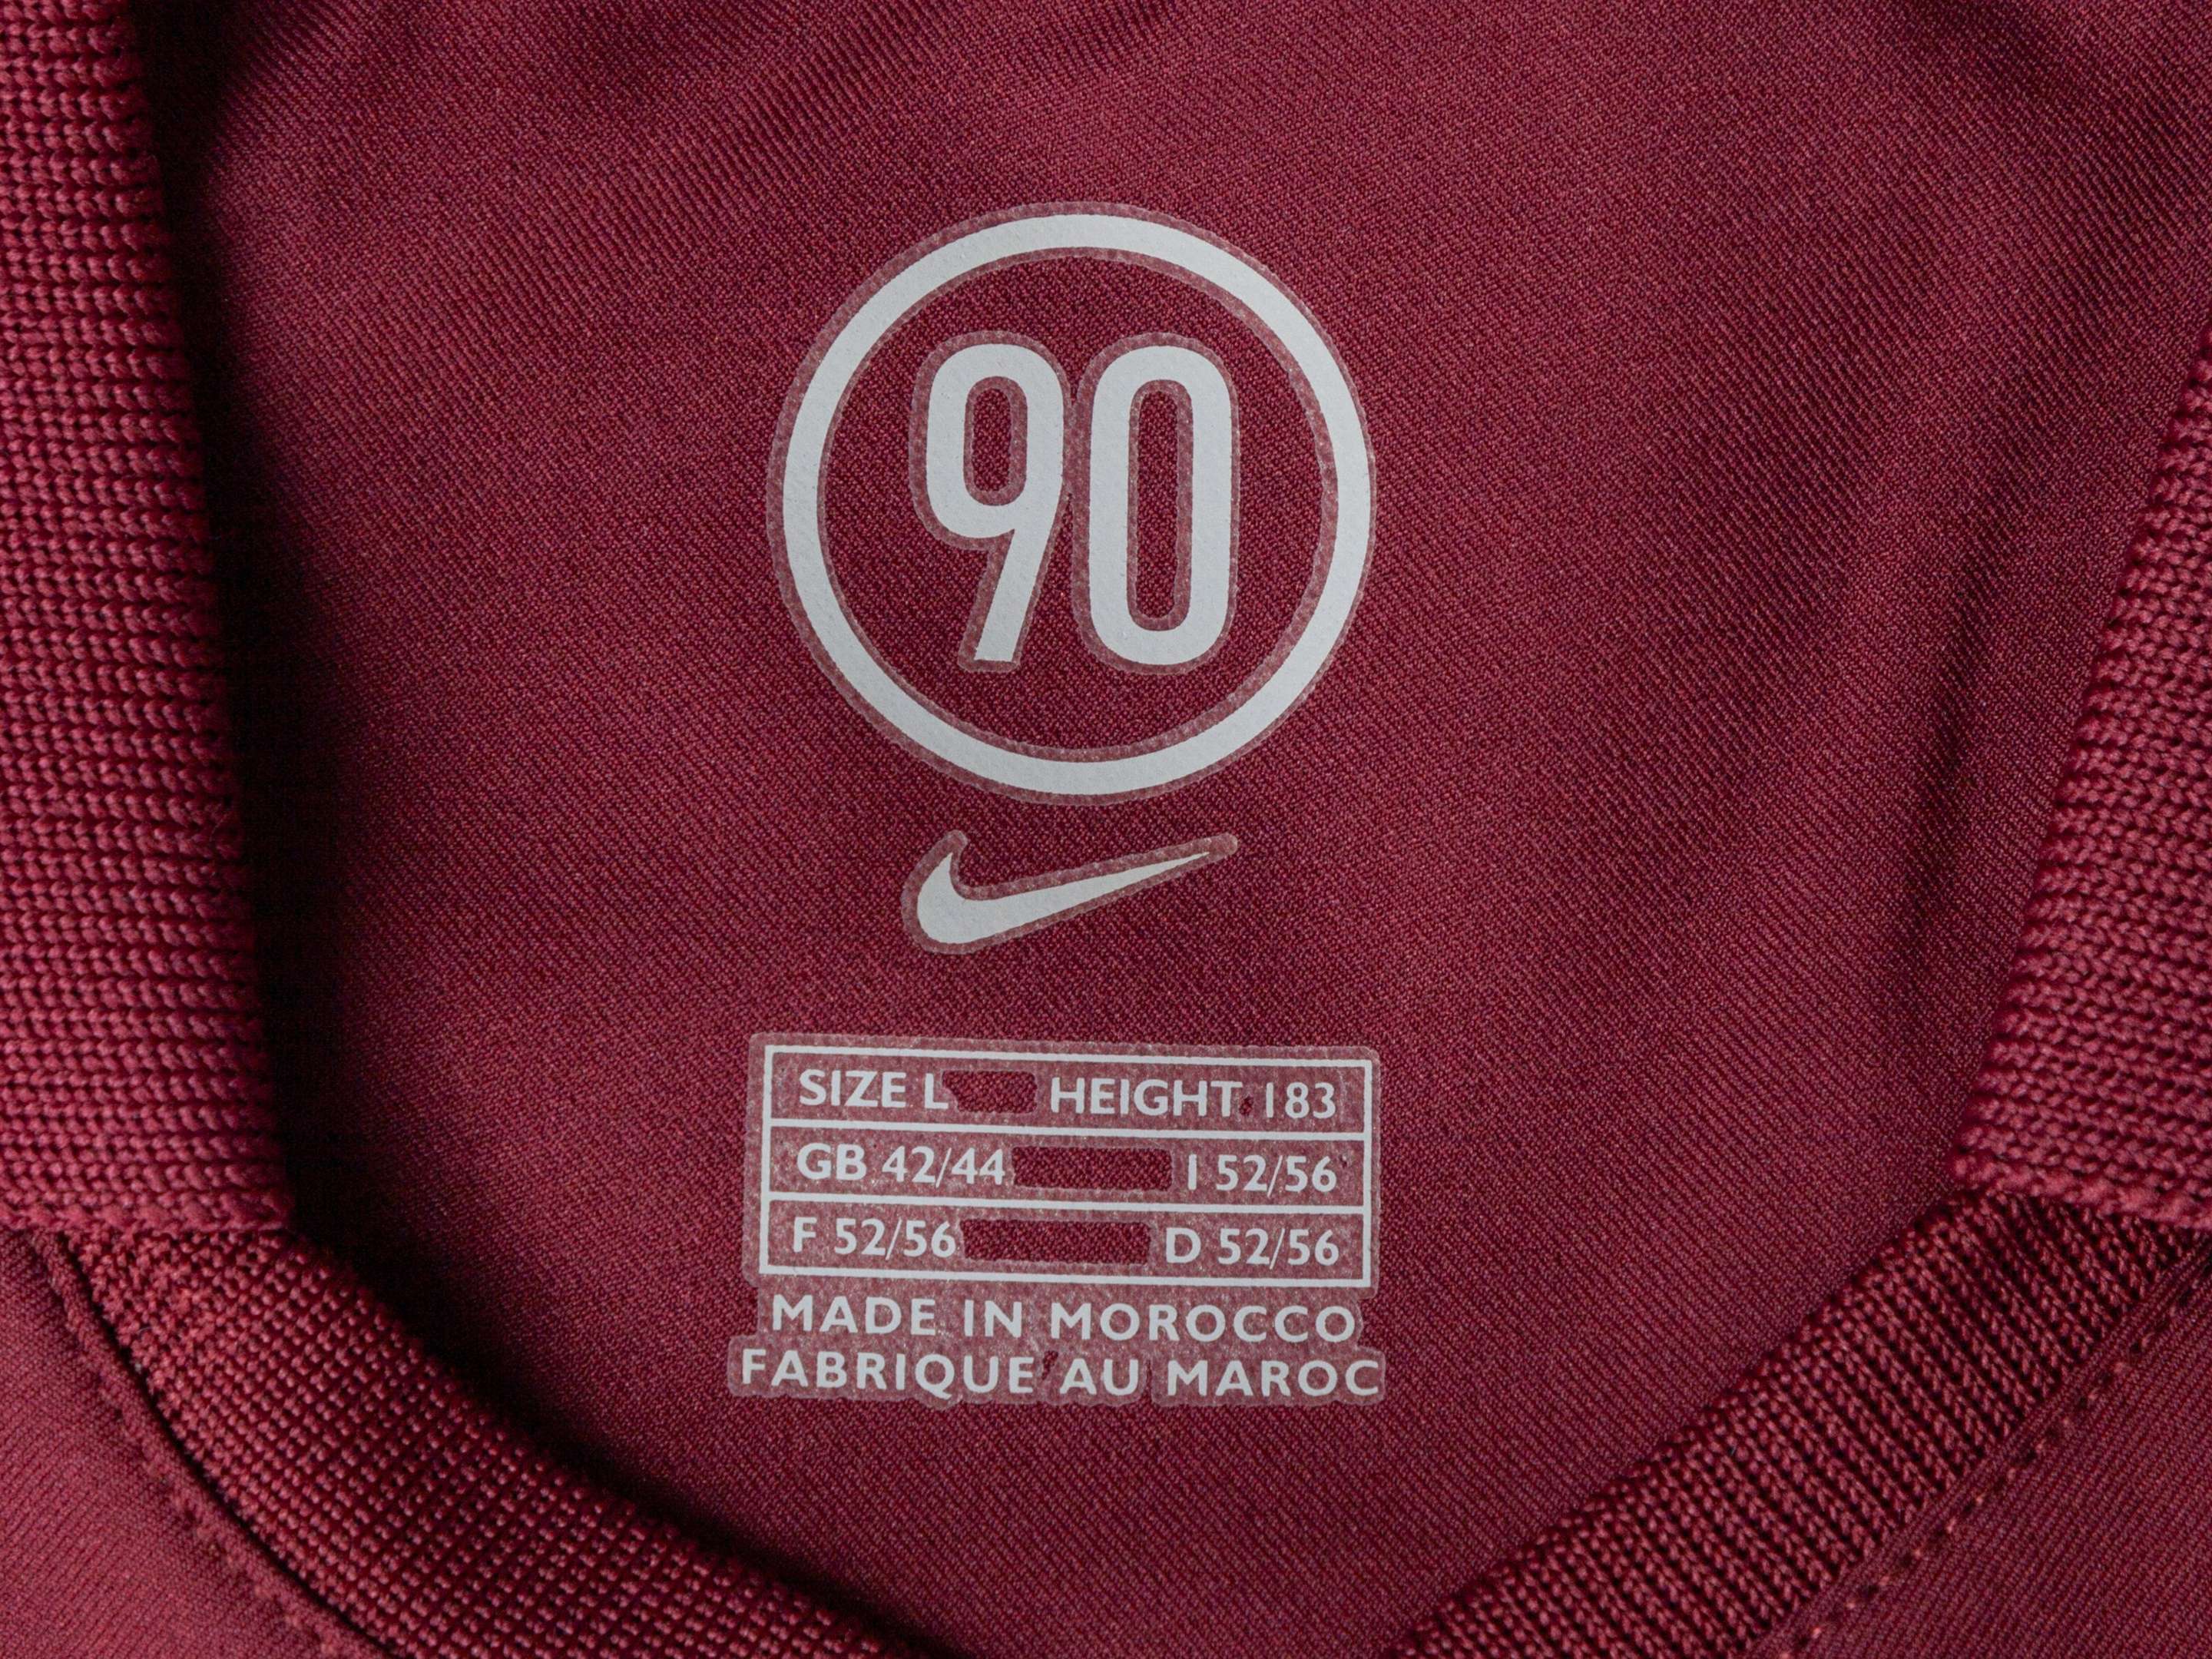 90
SIZE L HEIGHT 183
GB 42/44 I 52/56
F 52/56 D 52/56
MADE IN MOROCCO
FABRIQUE AU MAROC